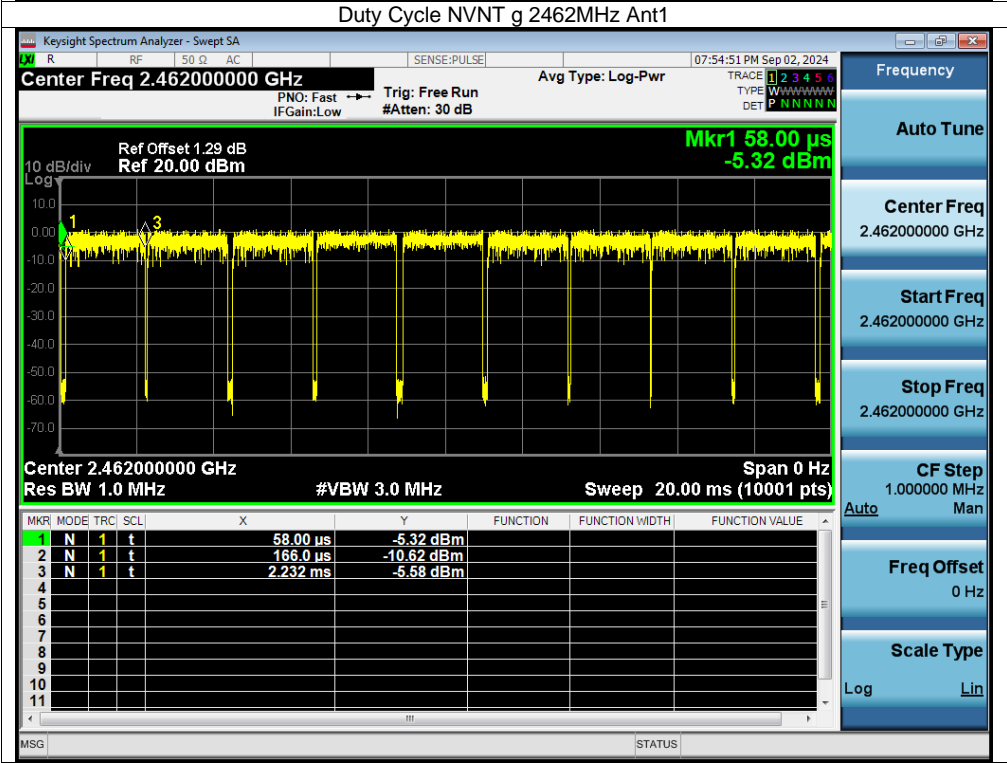 Duty Cycle NVNT g 2462MHz Ant1
Keysight Spectrum Analyzer - Swept SA
LXI R RF 50 Ω AC SENSE:PULSE 07:54:51 PM Sep 02, 2024
Center Freq 2.462000000 GHz
PNO: Fast
IFGain:Low
Trig: Free Run
#Atten: 30 dB
Avg Type: Log-Pwr
TRACE 1 2 3 4 5 6
TYPE WWWWWW
DET P N N N N N
Ref Offset 1.29 dB
10 dB/div Ref 20.00 dBm
Log
Mkr1 58.00 µs
-5.32 dBm
10.0
0.00
-10.0
-20.0
-30.0
-40.0
-50.0
-60.0
-70.0
1
3
Center 2.462000000 GHz Span 0 Hz
Res BW 1.0 MHz #VBW 3.0 MHz Sweep 20.00 ms (10001 pts)
MKR MODE TRC SCL X Y FUNCTION FUNCTION WIDTH FUNCTION VALUE
1 N 1 t 58.00 µs -5.32 dBm
2 N 1 t 166.0 µs -10.62 dBm
3 N 1 t 2.232 ms -5.58 dBm
4
5
6
7
8
9
10
11
MSG STATUS
Frequency
Auto Tune
Center Freq
2.462000000 GHz
Start Freq
2.462000000 GHz
Stop Freq
2.462000000 GHz
CF Step
1.000000 MHz
Auto Man
Freq Offset
0 Hz
Scale Type
Log Lin